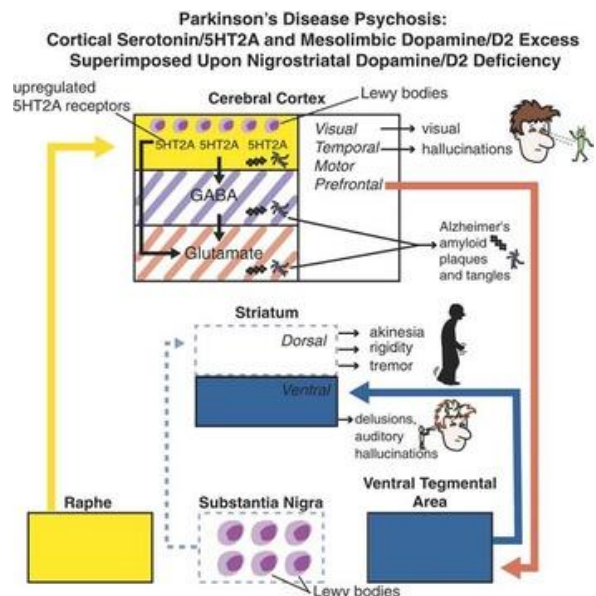 Parkinson's Disease Psychosis:
Cortical Serotonin/5HT2A and Mesolimbic Dopamine/D2 Excess
Superimposed Upon Nigrostriatal Dopamine/D2 Deficiency
upregulated
5HT2A receptors
Cerebral Cortex
Lewy bodies
5HT2A 5HT2A 5HT2A
GABA
Glutamate
Visual
Temporal
Motor
Prefrontal
visual
hallucinations
Alzheimer's
amyloid
plaques
and tangles
Striatum
Dorsal
akinesia
rigidity
tremor
Ventral
delusions,
auditory
hallucinations
Raphe
Substantia Nigra
Ventral Tegmental
Area
Lewy bodies